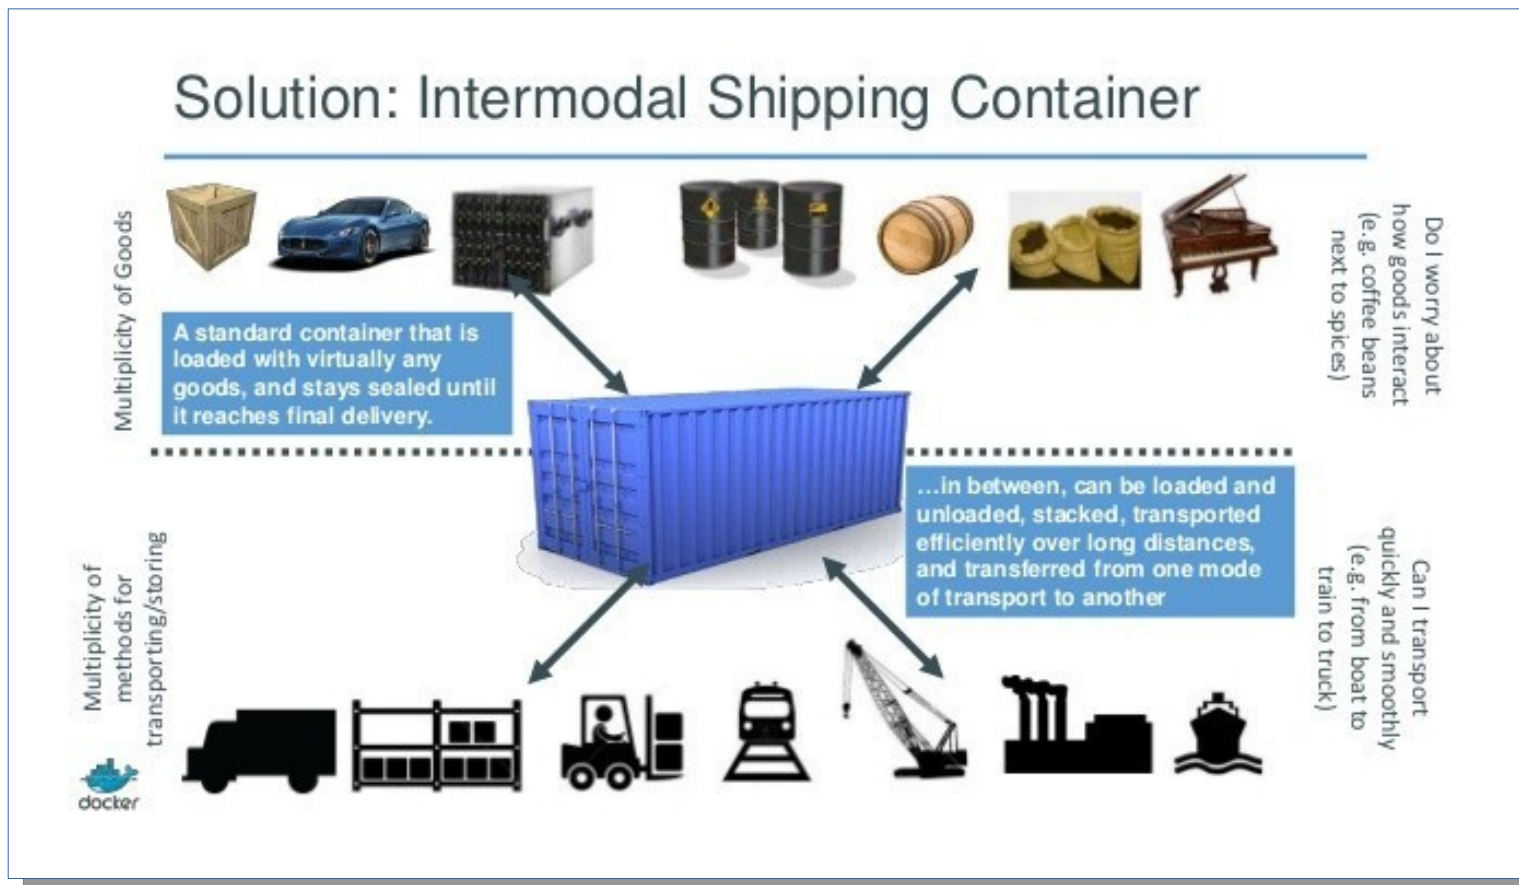 Solution: Intermodal Shipping Container
Multiplicity of Goods
A standard container that is
loaded with virtually any
goods, and stays sealed until
it reaches final delivery.
Do I worry about
how goods interact
(e.g. coffee beans
next to spices)
Multiplicity of
methods for
transporting/storing
...in between, can be loaded and
unloaded, stacked, transported
efficiently over long distances,
and transferred from one mode
of transport to another
Can I transport
quickly and smoothly
(e.g. from boat to
train to truck)
docker